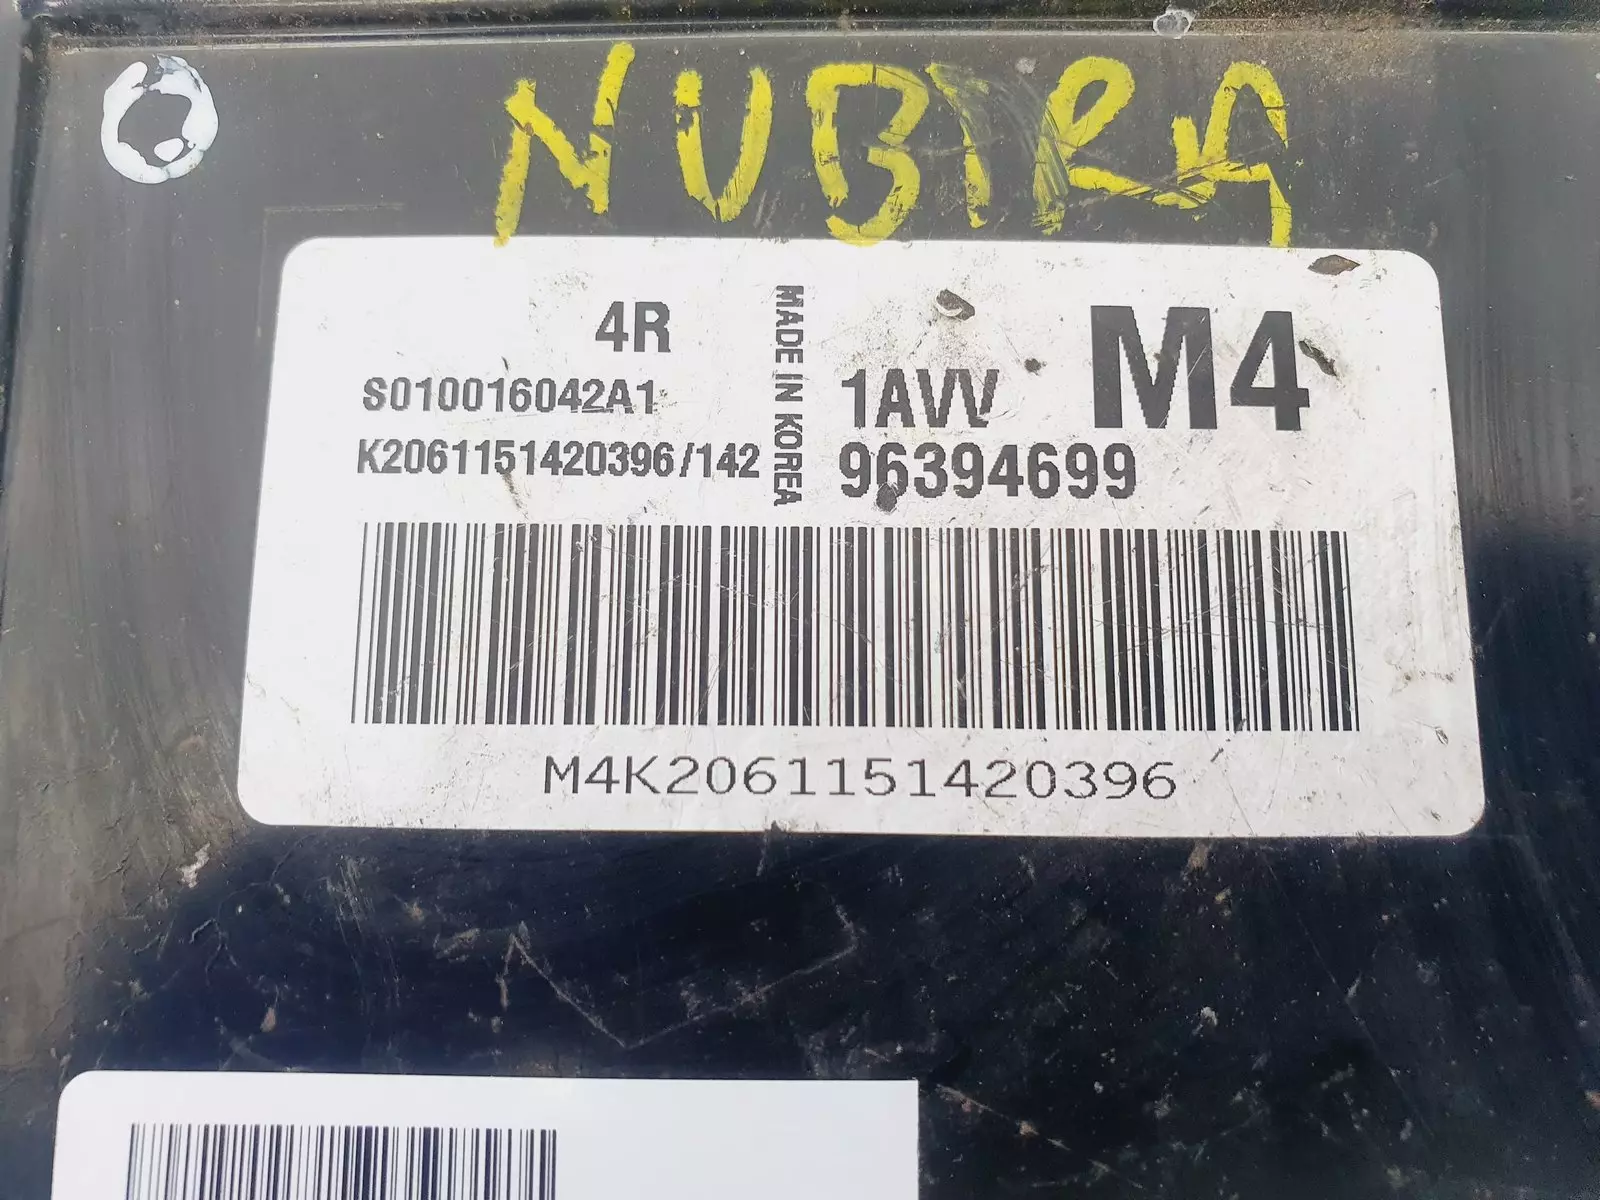 NUBIRA
4R
S010016042A1
K2061151420396/142
MADE IN KOREA
1AVV
M4
96394699
M4K2061151420396